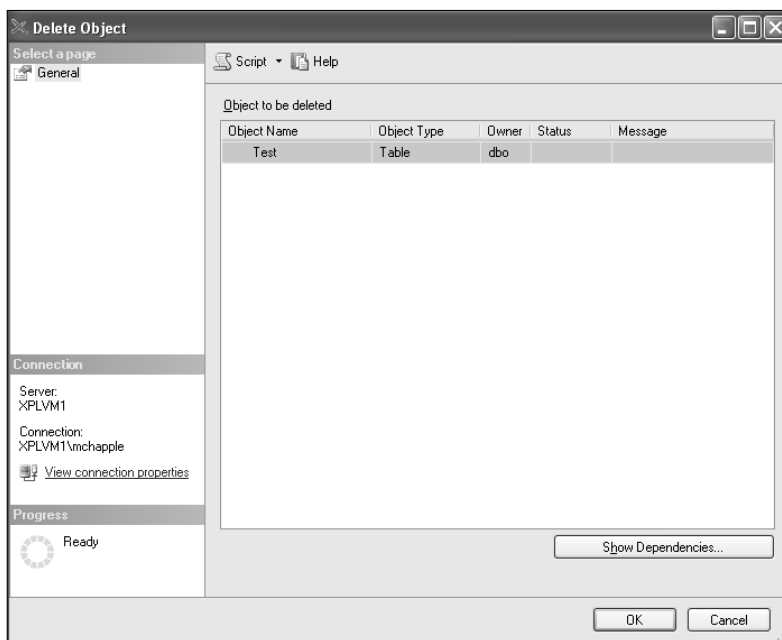 Delete Object
Select a page
General
Script Help
Object to be deleted
Object Name Object Type Owner Status Message
Test Table dbo
Connection
Server:
XPLVM1
Connection:
XPLVM1\mchapple
View connection properties
Progress
Ready
Show Dependencies...
OK Cancel